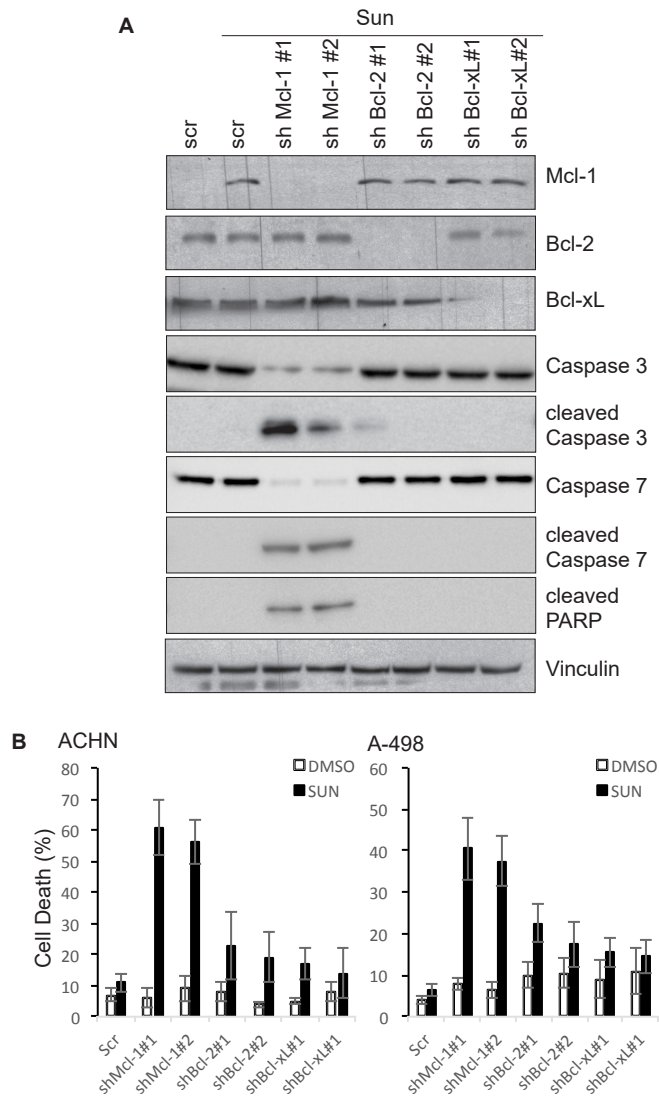 A
Sun
scr
scr
sh Mcl-1 #1
sh Mcl-1 #2
sh Bcl-2 #1
sh Bcl-2 #2
sh Bcl-xL#1
sh Bcl-xL#2
Mcl-1
Bcl-2
Bcl-xL
Caspase 3
cleaved
Caspase 3
Caspase 7
cleaved
Caspase 7
cleaved
PARP
Vinculin
B
ACHN
Cell Death (%)
80
70
60
50
40
30
20
10
0
DMSO
SUN
Scr
shMcl-1#1
shMcl-1#2
shBcl-2#1
shBcl-2#2
shBcl-xL#1
shBcl-xL#1
A-498
60
50
40
30
20
10
0
DMSO
SUN
Scr
shMcl-1#1
shMcl-1#2
shBcl-2#1
shBcl-2#2
shBcl-xL#1
shBcl-xL#1